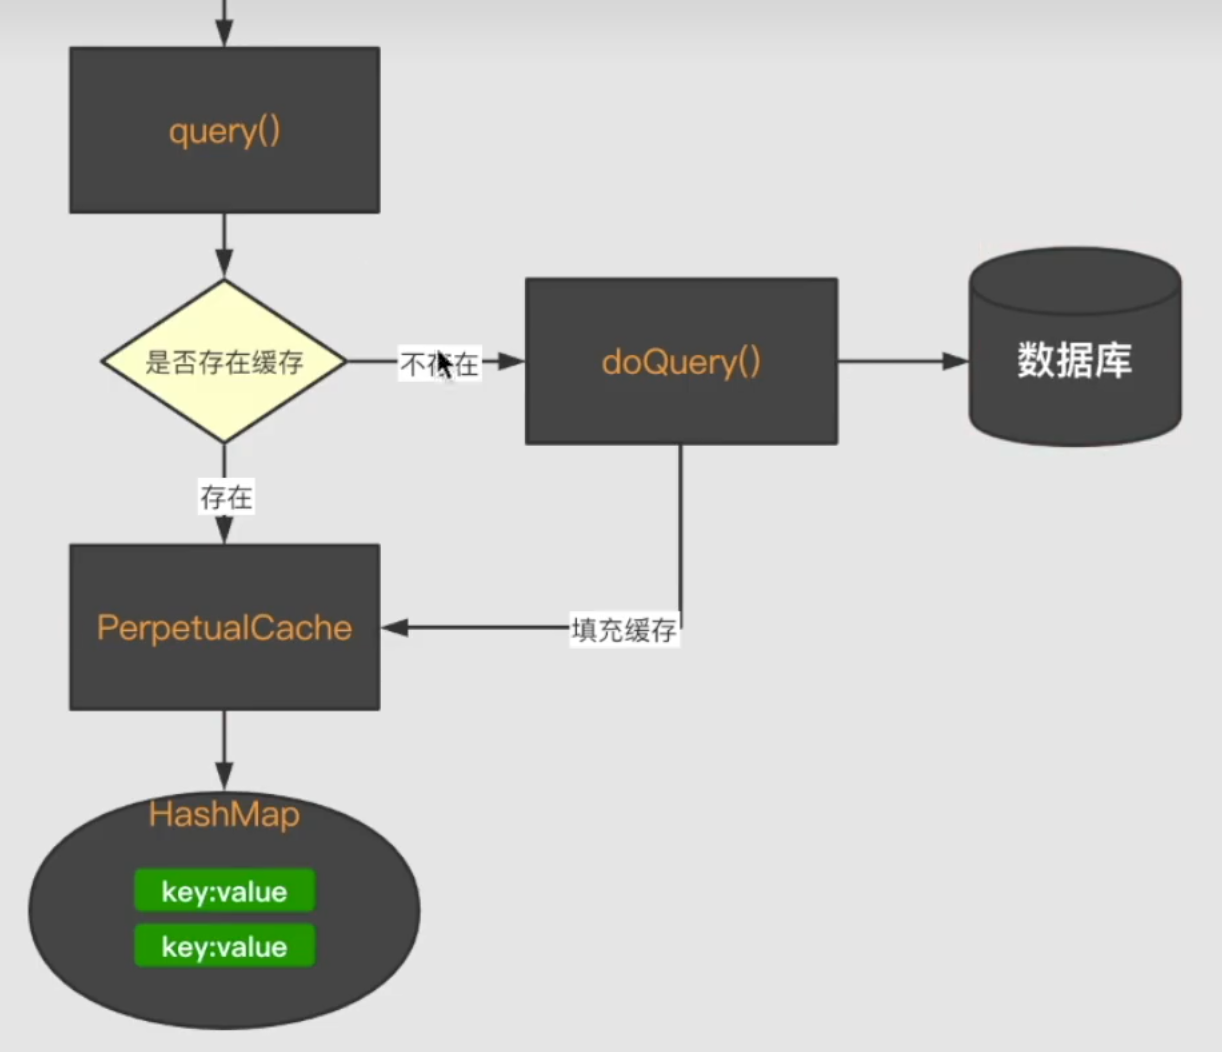 query()
是否存在缓存
不存在
doQuery()
数据库
存在
PerpetualCache
填充缓存
HashMap
key:value
key:value